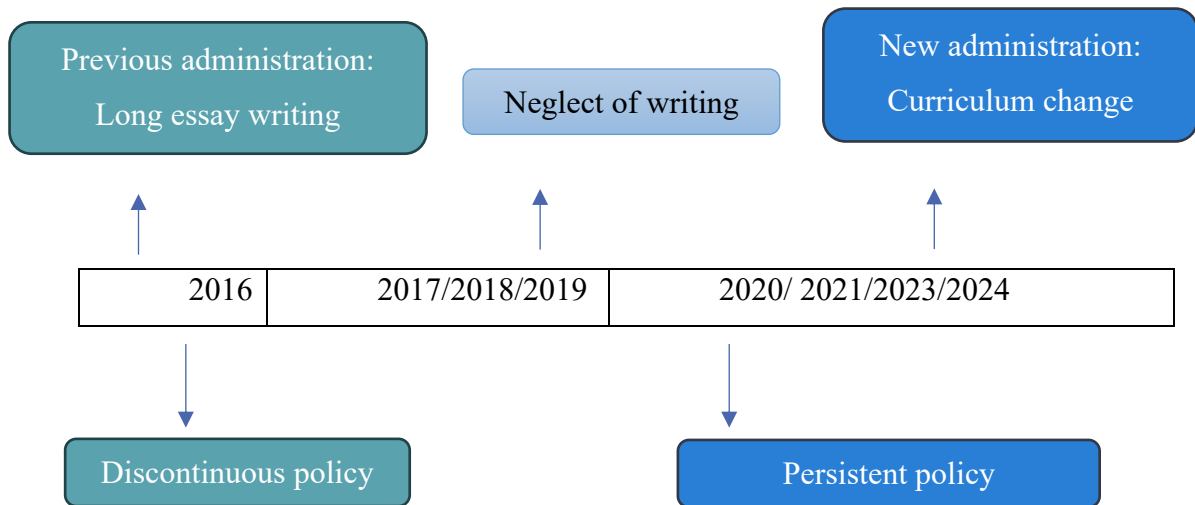 Previous administration:
Long essay writing
Neglect of writing
New administration:
Curriculum change
2016
2017/2018/2019
2020/ 2021/2023/2024
Discontinuous policy
Persistent policy